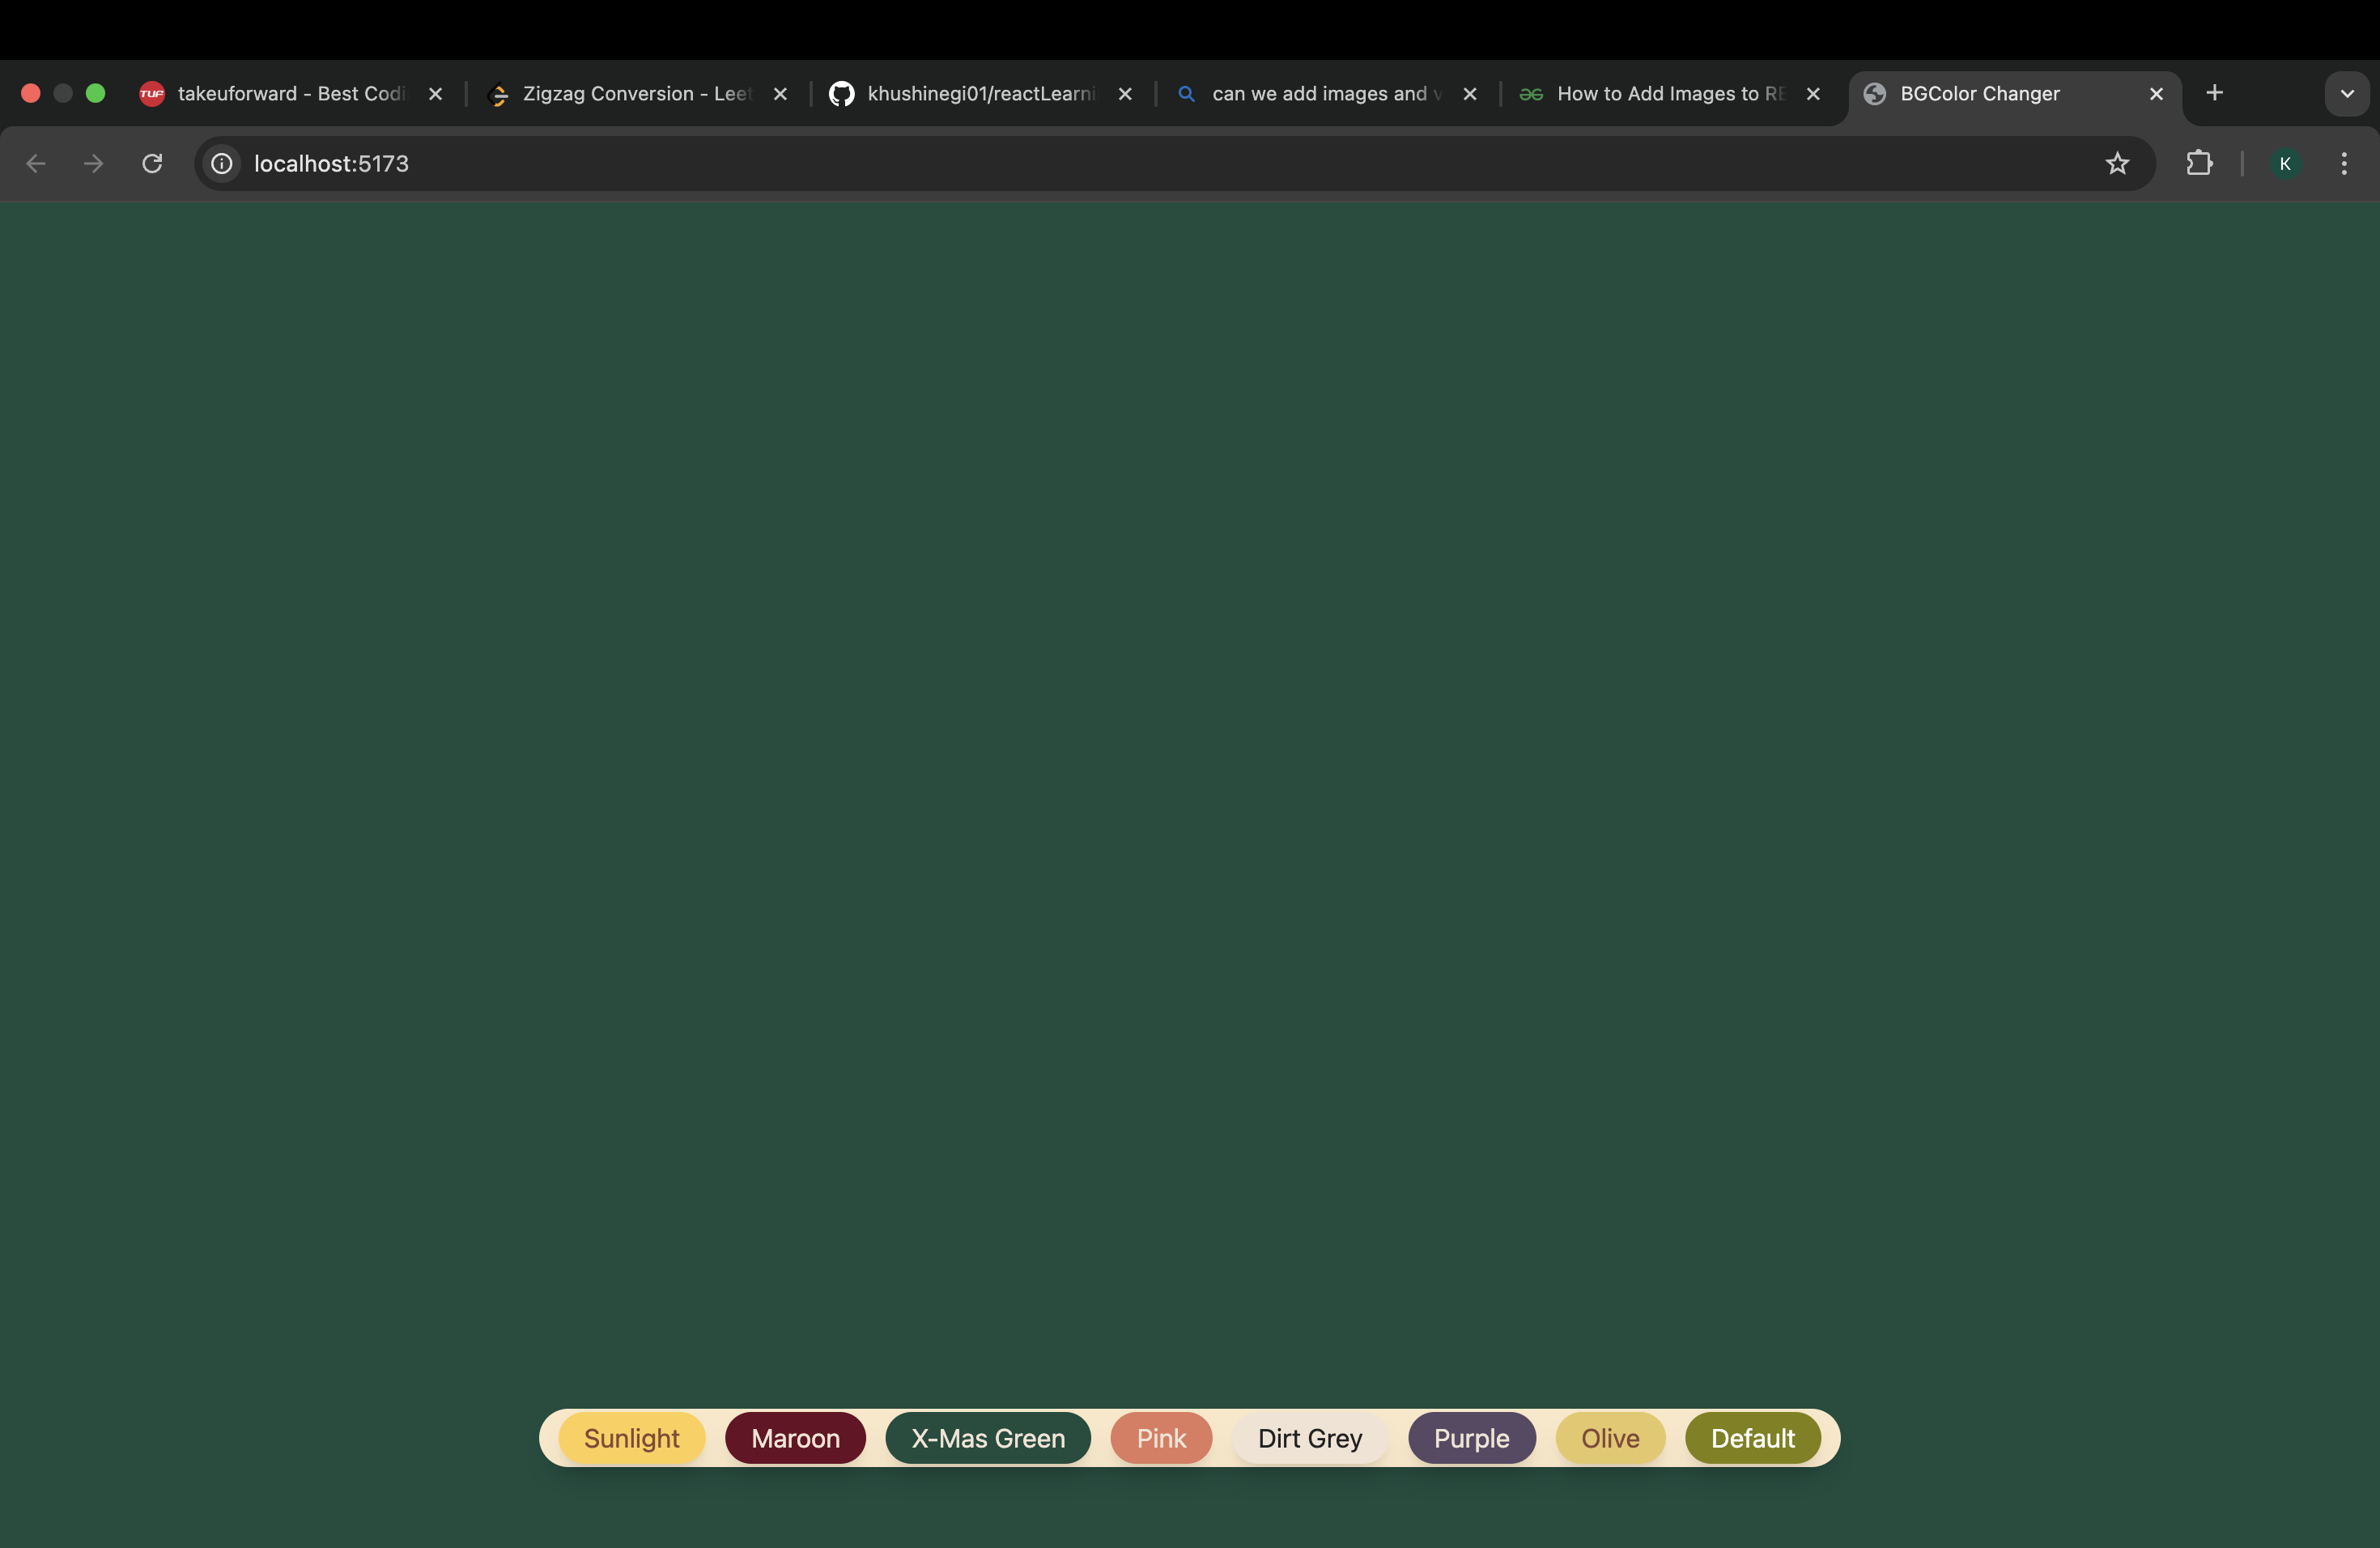 TUF takeuforward - Best Codi Zigzag Conversion - Leet khushinegi01/reactLearni can we add images and v How to Add Images to RE BGColor Changer
localhost:5173 K
Sunlight Maroon X-Mas Green Pink Dirt Grey Purple Olive Default